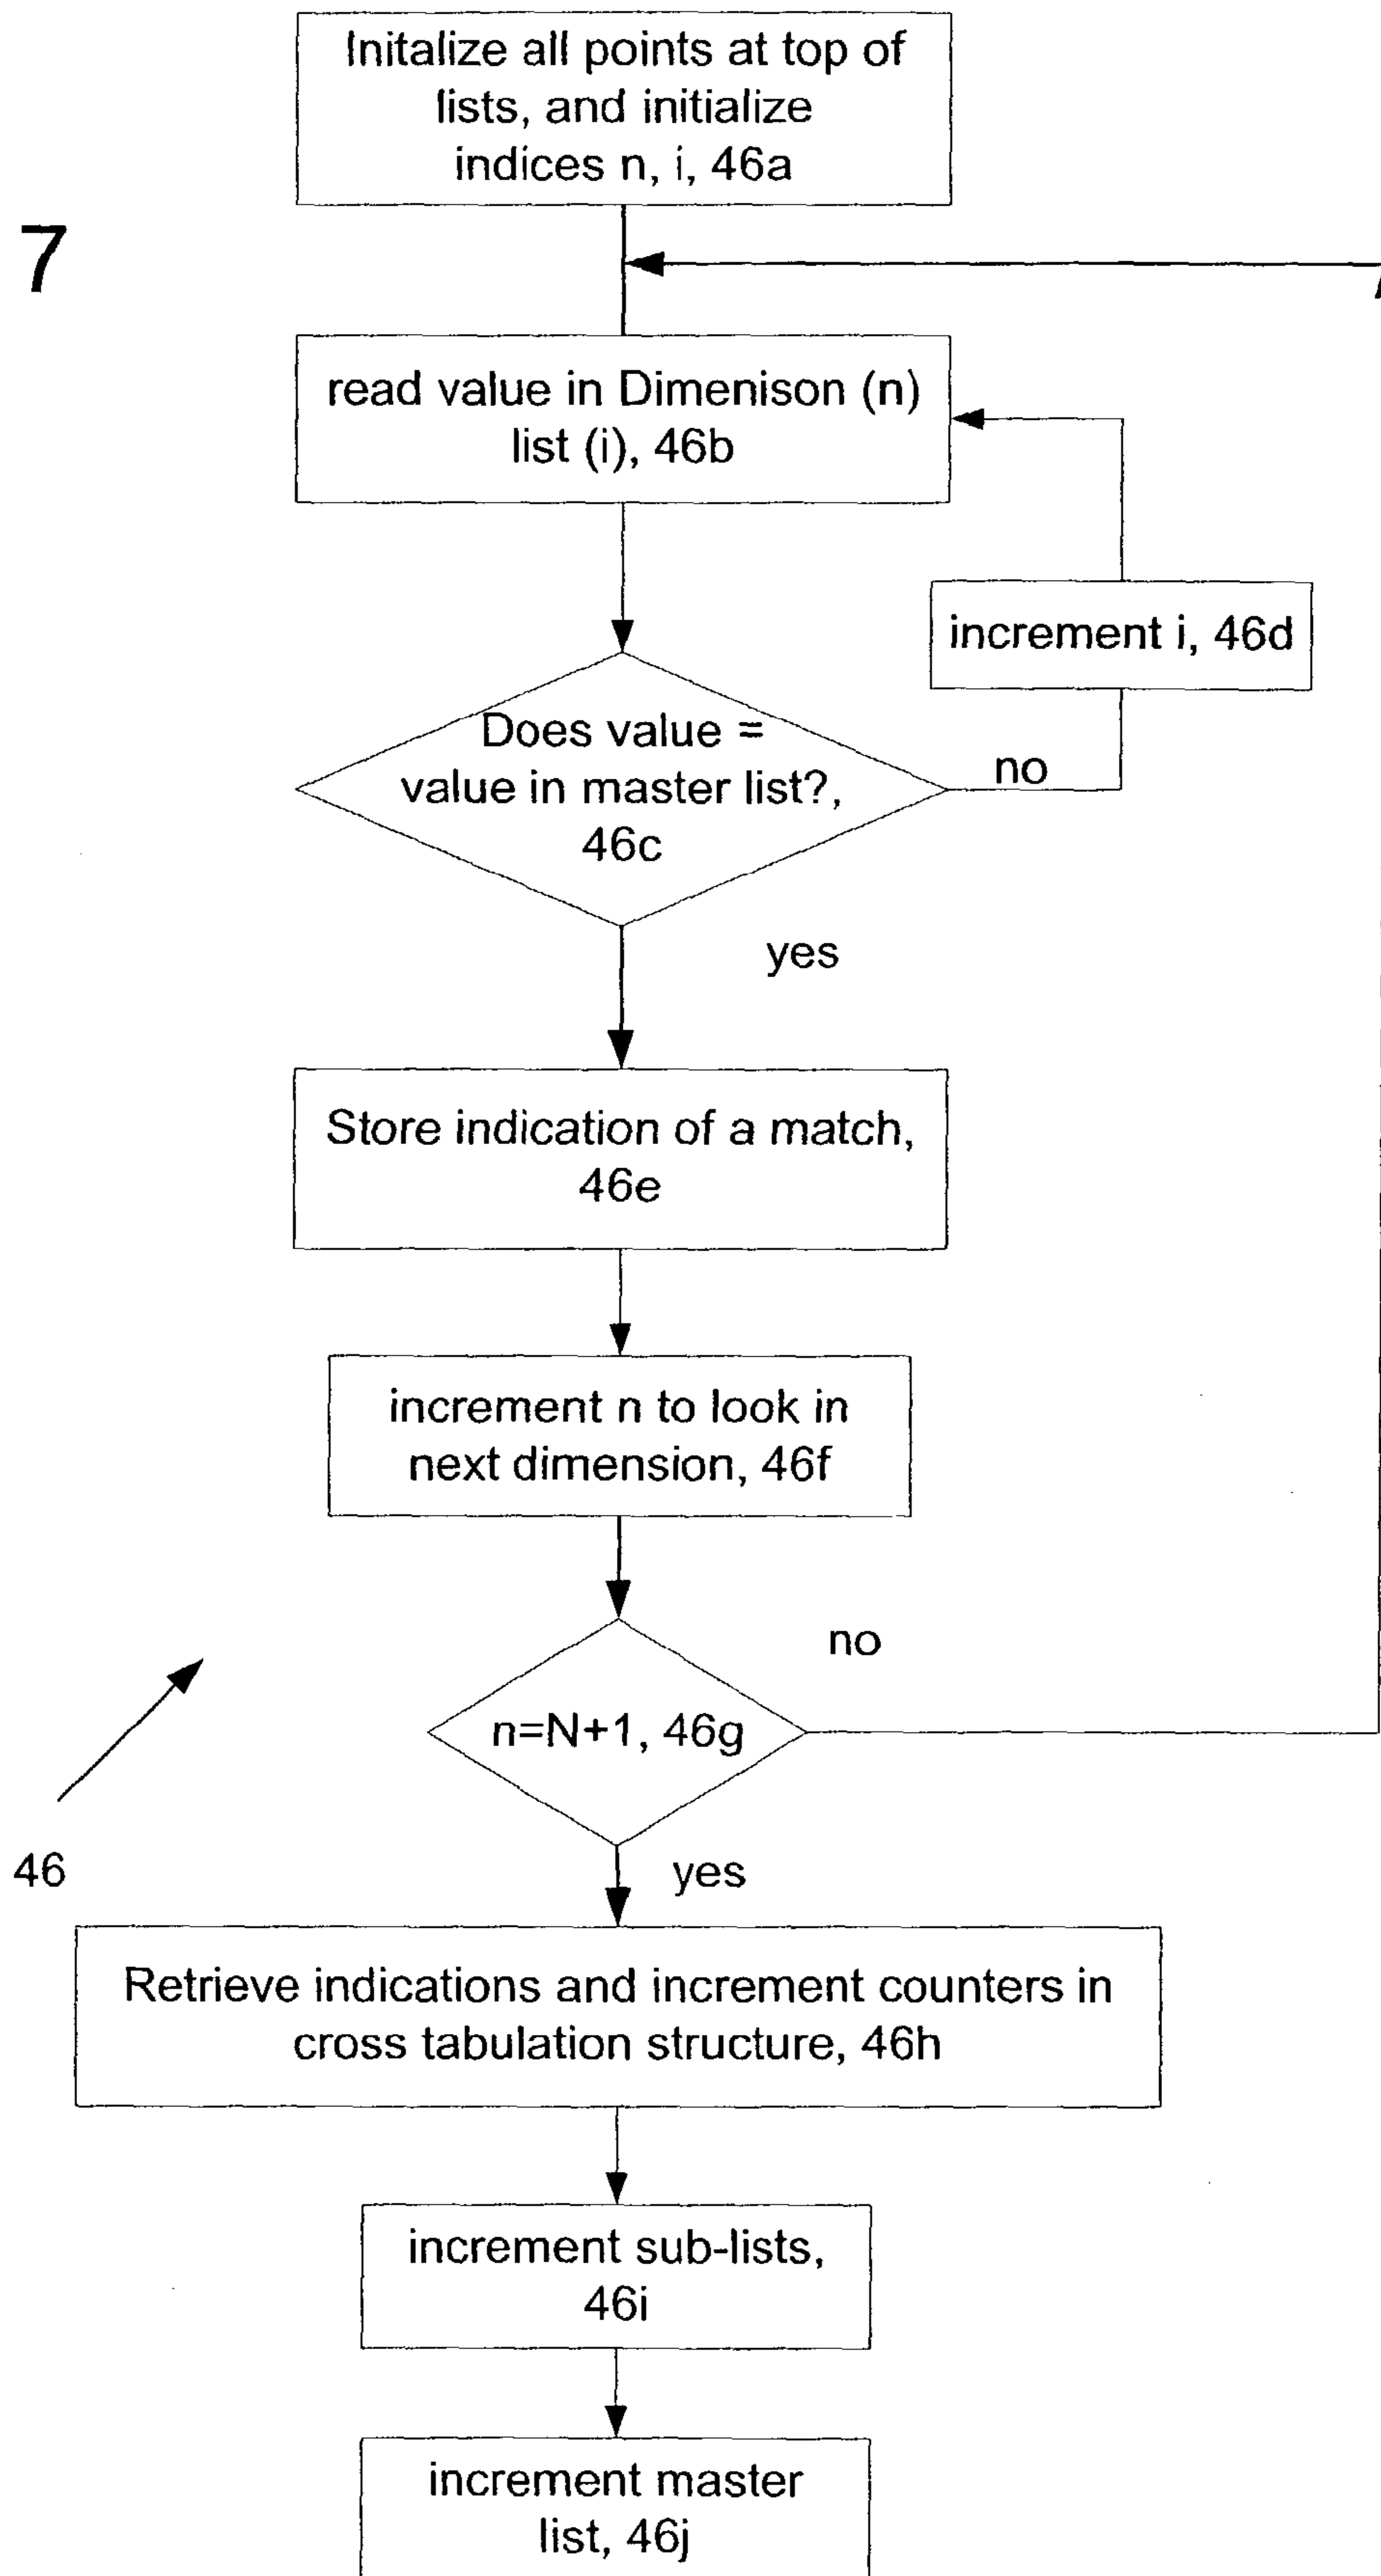 Initalize all points at top of
lists, and initialize
indices n, i, 46a
7
read value in Dimenison (n)
list (i), 46b
increment i, 46d
Does value =
value in master list?,
46c
no
yes
Store indication of a match,
46e
increment n to look in
next dimension, 46f
no
n=N+1, 46g
46
yes
Retrieve indications and increment counters in
cross tabulation structure, 46h
increment sub-lists,
46i
increment master
list, 46j